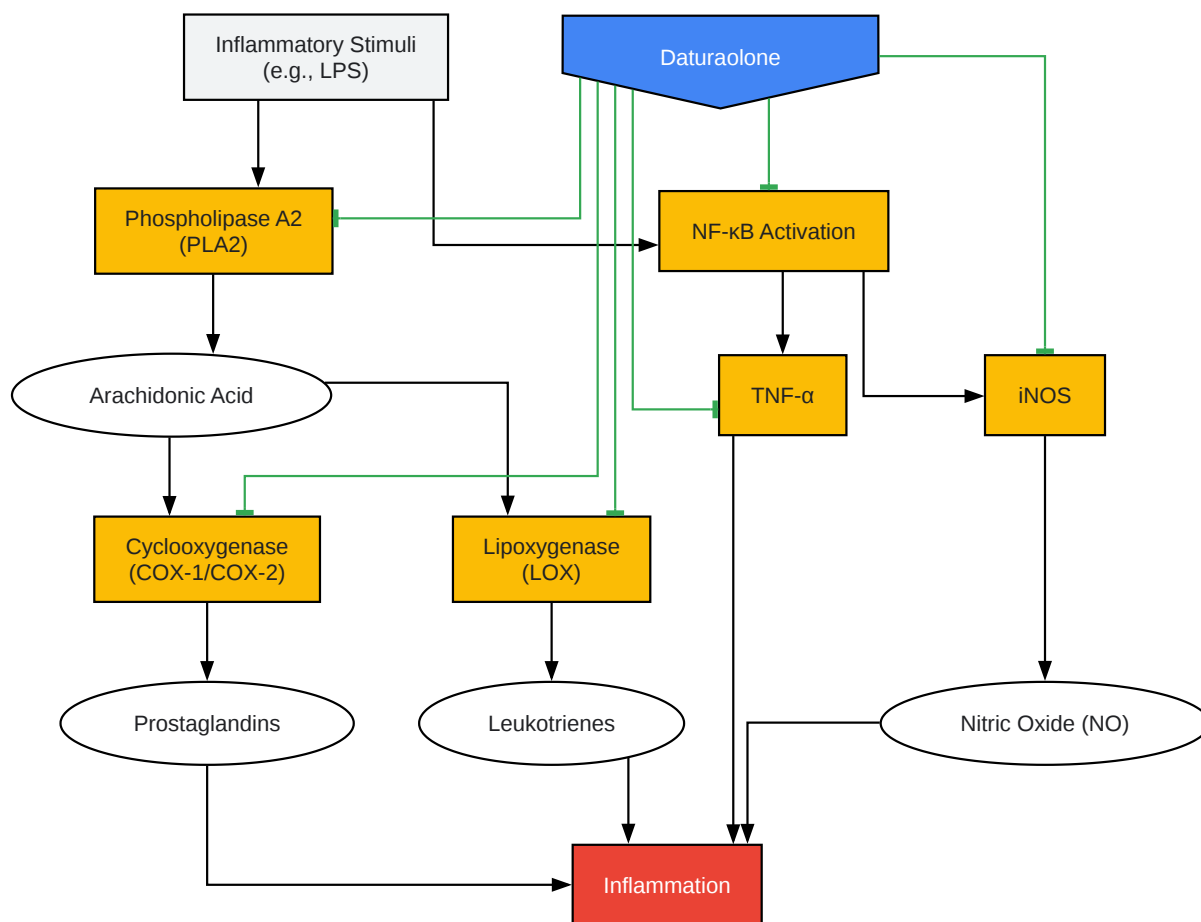 Inflammatory Stimuli
(e.g., LPS)
Daturaolone
Phospholipase A2
(PLA2)
NF-κB Activation
Arachidonic Acid
TNF-α
iNOS
Cyclooxygenase
(COX-1/COX-2)
Lipoxygenase
(LOX)
Prostaglandins
Leukotrienes
Nitric Oxide (NO)
Inflammation